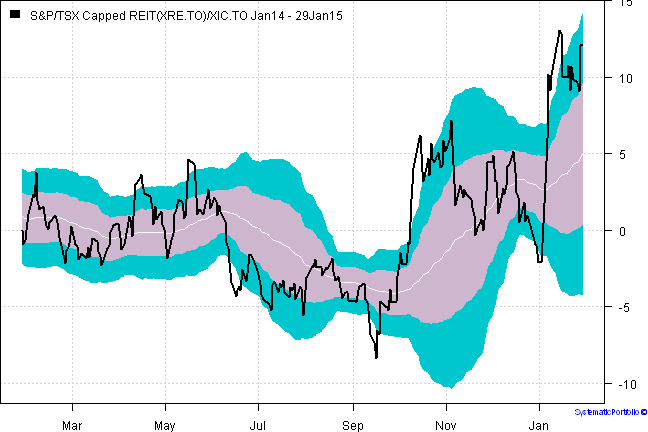 S&P/TSX Capped REIT(XRE.TO)/XIC.TO Jan14 - 29Jan15
15
10
5
0
-5
-10
Mar May Jul Sep Nov Jan
SystematicPortfolio ©